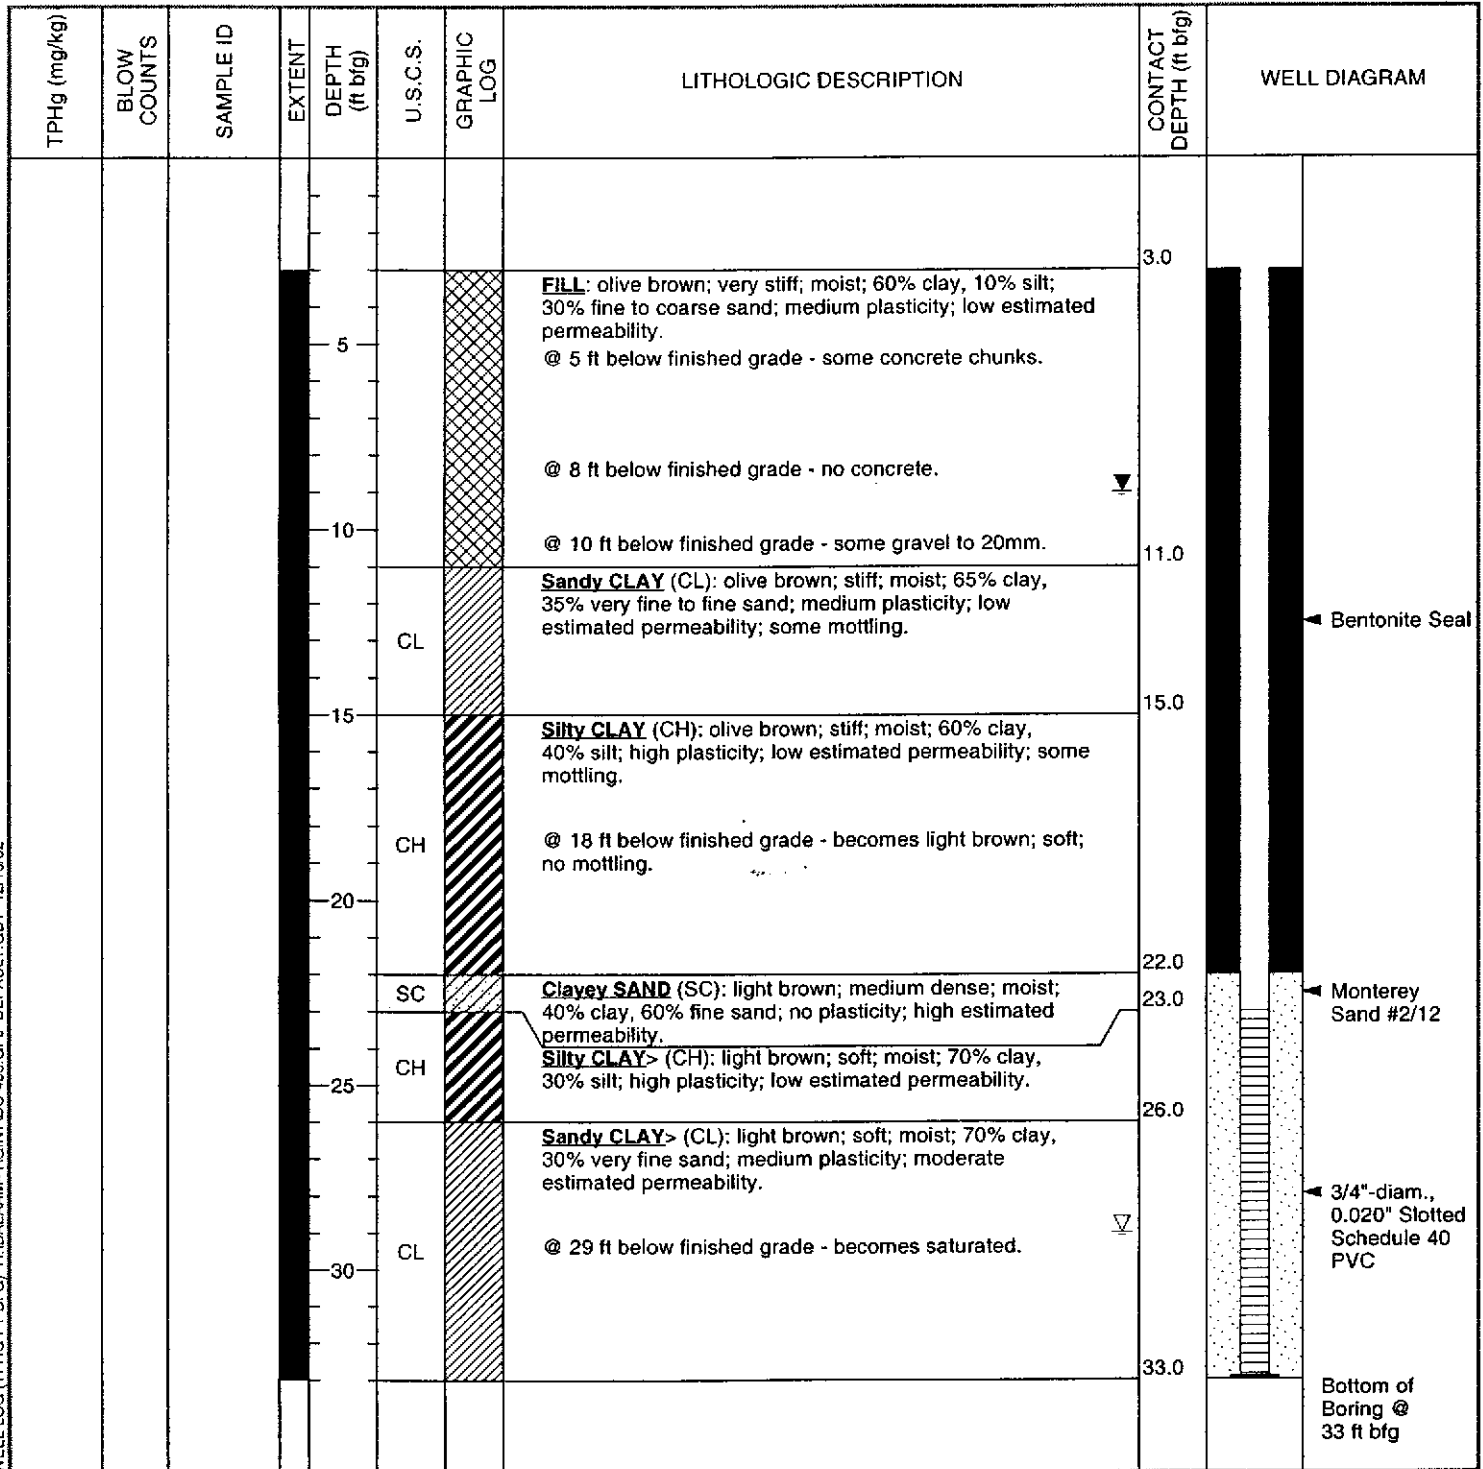 TPHg (mg/kg)
BLOW
COUNTS
SAMPLE ID
EXTENT
DEPTH
(ft bfg)
U.S.C.S.
GRAPHIC
LOG
LITHOLOGIC DESCRIPTION
CONTACT
DEPTH (ft bfg)
WELL DIAGRAM
3.0
FILL: olive brown; very stiff; moist; 60% clay, 10% silt;
30% fine to coarse sand; medium plasticity; low estimated
permeability.
5
@ 5 ft below finished grade - some concrete chunks.
@ 8 ft below finished grade - no concrete.
10
@ 10 ft below finished grade - some gravel to 20mm.
11.0
Sandy CLAY (CL): olive brown; stiff; moist; 65% clay,
35% very fine to fine sand; medium plasticity; low
estimated permeability; some mottling.
CL
Bentonite Seal
15
15.0
Silty CLAY (CH): olive brown; stiff; moist; 60% clay,
40% silt; high plasticity; low estimated permeability; some
mottling.
CH
@ 18 ft below finished grade - becomes light brown; soft;
no mottling.
20
22.0
SC
Clayey SAND (SC): light brown; medium dense; moist;
40% clay, 60% fine sand; no plasticity; high estimated
permeability.
23.0
Monterey
Sand #2/12
CH
Silty CLAY> (CH): light brown; soft; moist; 70% clay,
30% silt; high plasticity; low estimated permeability.
25
26.0
Sandy CLAY> (CL): light brown; soft; moist; 70% clay,
30% very fine sand; medium plasticity; moderate
estimated permeability.
3/4"-diam.,
0.020" Slotted
Schedule 40
PVC
CL
@ 29 ft below finished grade - becomes saturated.
30
33.0
Bottom of
Boring @
33 ft bfg